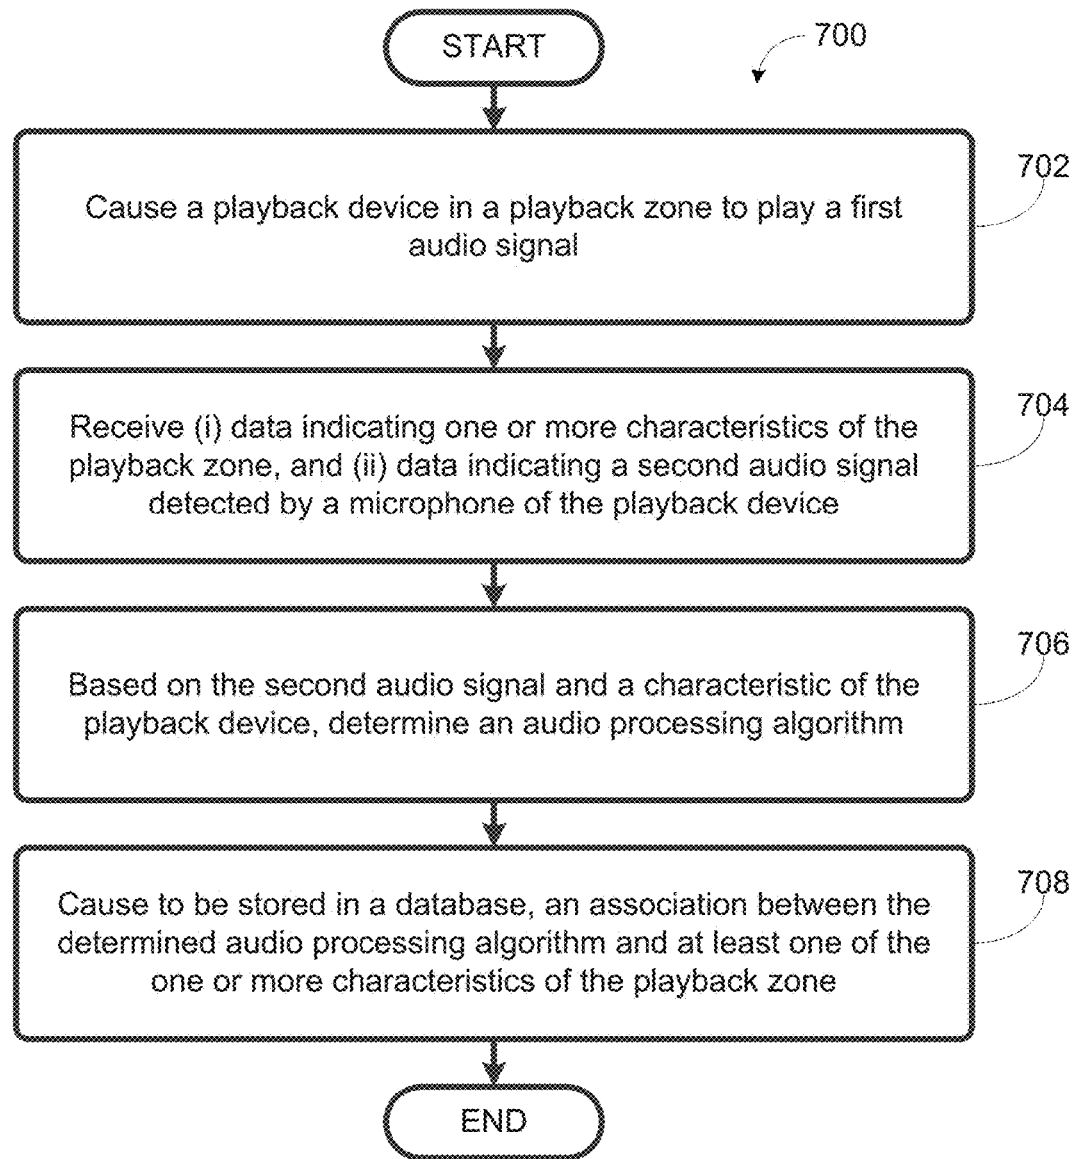 START
700
Cause a playback device in a playback zone to play a first
audio signal
702
Receive (i) data indicating one or more characteristics of the
playback zone, and (ii) data indicating a second audio signal
detected by a microphone of the playback device
704
Based on the second audio signal and a characteristic of the
playback device, determine an audio processing algorithm
706
Cause to be stored in a database, an association between the
determined audio processing algorithm and at least one of the
one or more characteristics of the playback zone
708
END